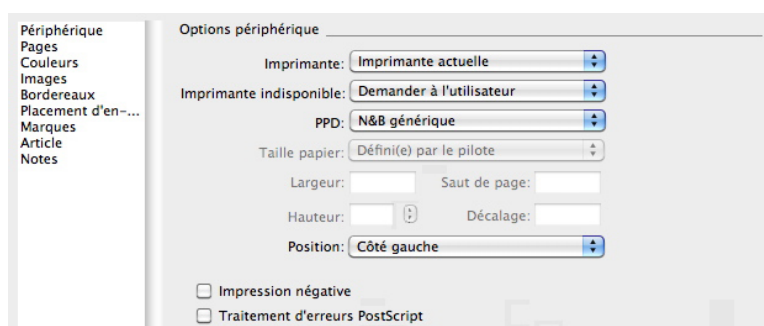 Périphérique
Pages
Couleurs
Images
Bordereaux
Placement d'en-...
Marques
Article
Notes
Options périphérique
Imprimante: Imprimante actuelle
Imprimante indisponible: Demander à l'utilisateur
PPD: N&B générique
Taille papier: Défini(e) par le pilote
Largeur: Saut de page:
Hauteur: Décalage:
Position: Côté gauche
Impression négative
Traitement d'erreurs PostScript